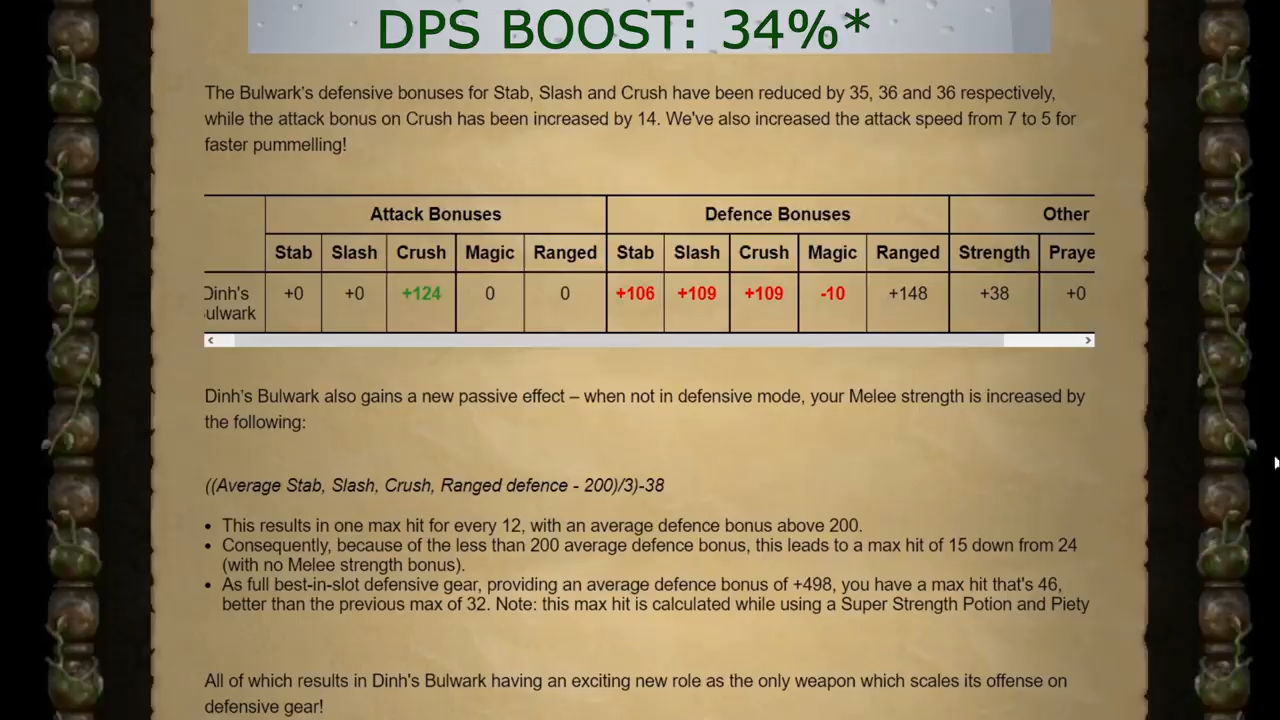 DPS BOOST: 34%*
The Bulwark's defensive bonuses for Stab, Slash and Crush have been reduced by 35, 36 and 36 respectively,
while the attack bonus on Crush has been increased by 14. We've also increased the attack speed from 7 to 5 for
faster pummelling!
Attack Bonuses Defence Bonuses Other
Stab Slash Crush Magic Ranged Stab Slash Crush Magic Ranged Strength Praye
Dinh's +0 +0 +124 0 0 +106 +109 +109 -10 +148 +38 +0
ulwark
Dinh's Bulwark also gains a new passive effect – when not in defensive mode, your Melee strength is increased by
the following:
((Average Stab, Slash, Crush, Ranged defence - 200)/3)-38
• This results in one max hit for every 12, with an average defence bonus above 200.
• Consequently, because of the less than 200 average defence bonus, this leads to a max hit of 15 down from 24
(with no Melee strength bonus).
• As full best-in-slot defensive gear, providing an average defence bonus of +498, you have a max hit that's 46,
better than the previous max of 32. Note: this max hit is calculated while using a Super Strength Potion and Piety
All of which results in Dinh's Bulwark having an exciting new role as the only weapon which scales its offense on
defensive gear!